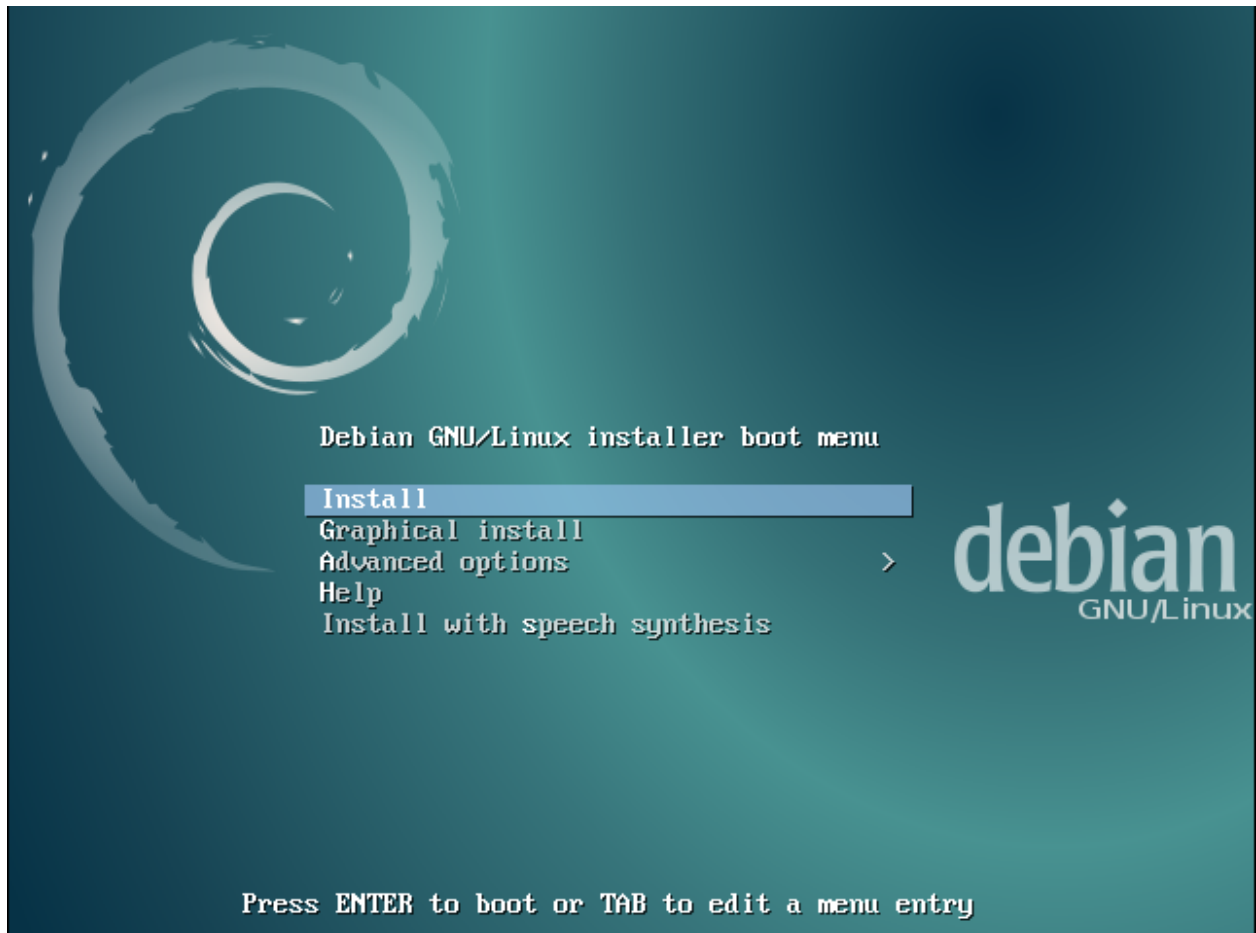 Debian GNU/Linux installer boot menu
Install
Graphical install
Advanced options >
Help
Install with speech synthesis
debian
GNU/Linux
Press ENTER to boot or TAB to edit a menu entry